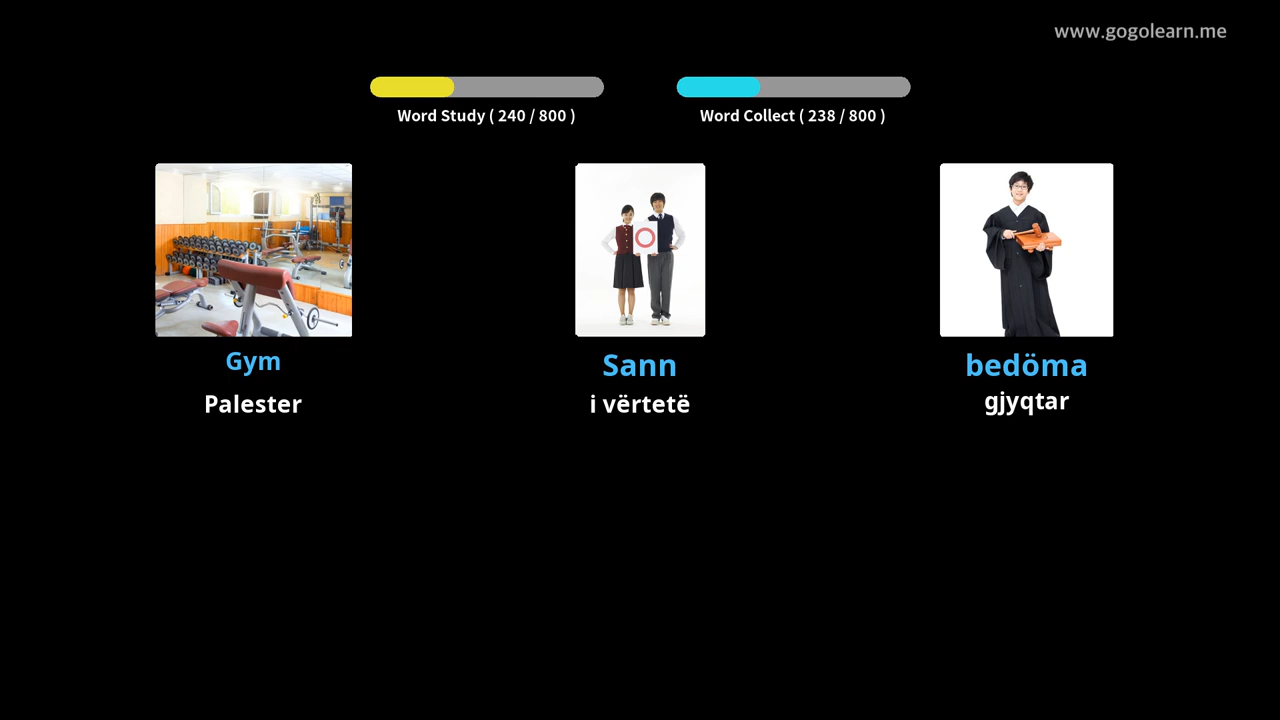 www.gogolearn.me
Word Study ( 240 / 800 )
Word Collect ( 238 / 800 )
Gym
Palester
Sann
i vërtetë
bedöma
gjyqtar